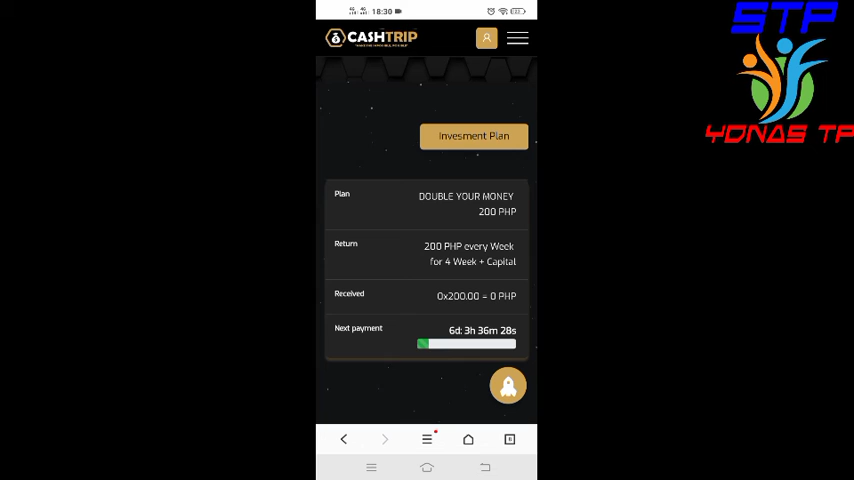 18:30
CASHTRIP
Invesment Plan
Plan
DOUBLE YOUR MONEY
200 PHP
Return
200 PHP every Week
for 4 Week + Capital
Received
0x200.00 = 0 PHP
Next payment
6d: 3h 36m 28s
STP
YONAS TP